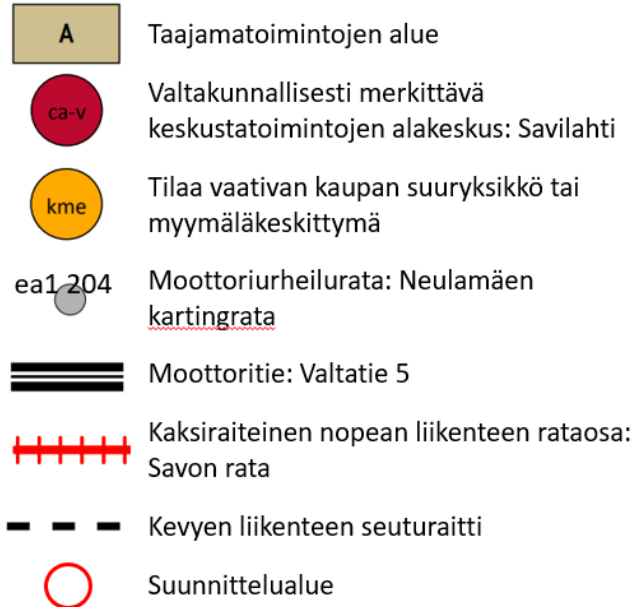 A Taajamatoimintojen alue
ca-v Valtakunnallisesti merkittävä
keskustatoimintojen alakeskus: Savilahti
kme Tilaa vaativan kaupan suuryksikkö tai
myymäläkeskittymä
ea1 204 Moottoriurheilurata: Neulamäen
kartingrata
Moottoritie: Valtatie 5
Kaksiraiteinen nopean liikenteen rataosa:
Savon rata
Kevyen liikenteen seuturaitti
Suunnittelualue